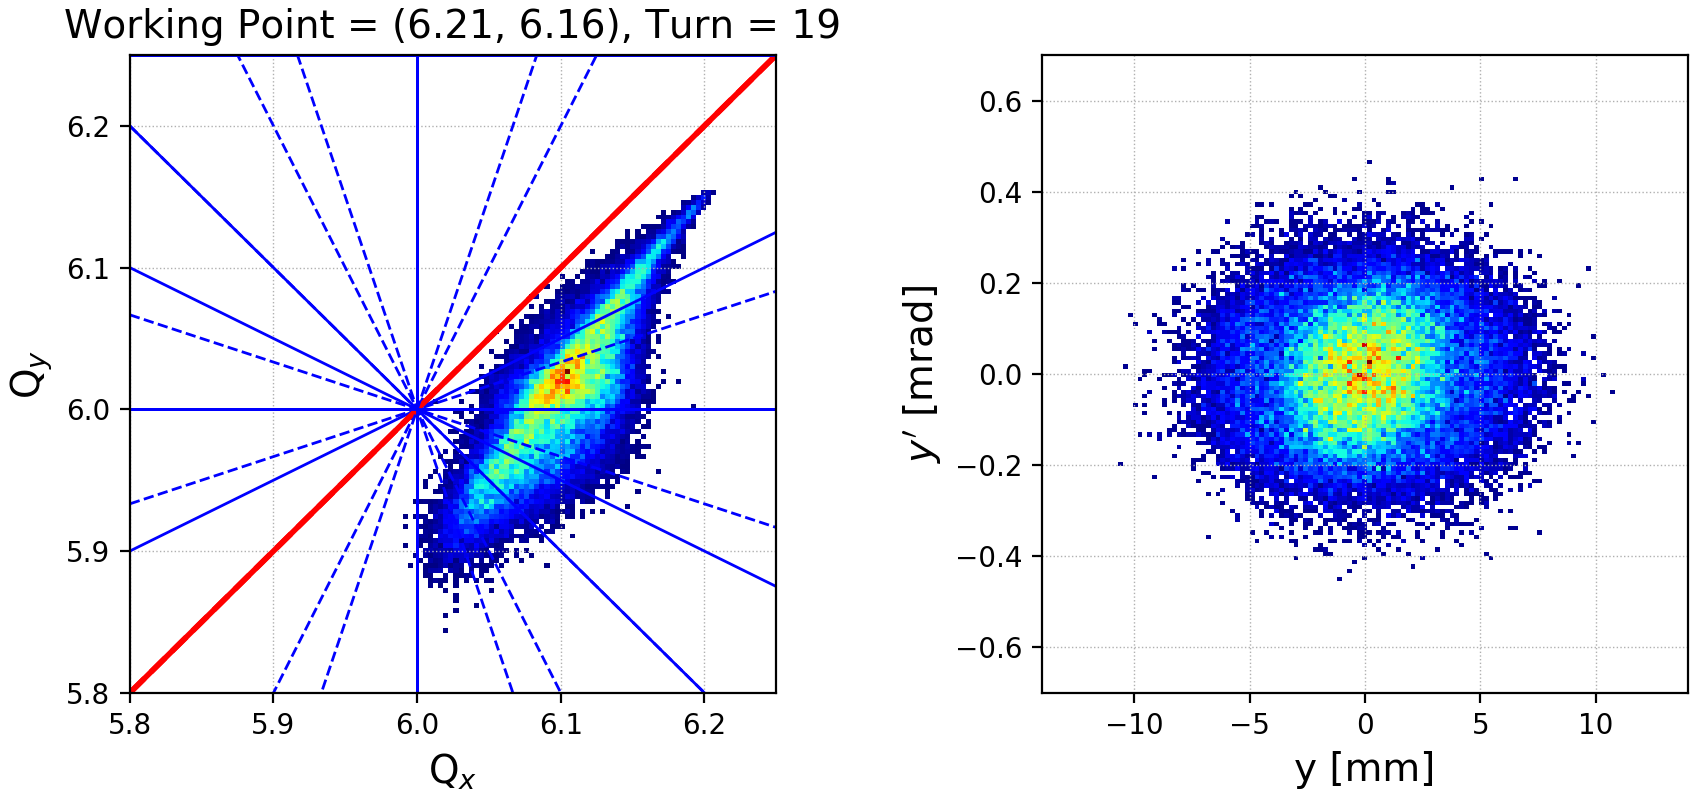 Working Point = (6.21, 6.16), Turn = 19
6.2
6.1
6.0
5.9
5.8
5.8 5.9 6.0 6.1 6.2
Qy
Qx
0.6
0.4
0.2
0.0
−0.2
−0.4
−0.6
−10 −5 0 5 10
y′ [mrad]
y [mm]